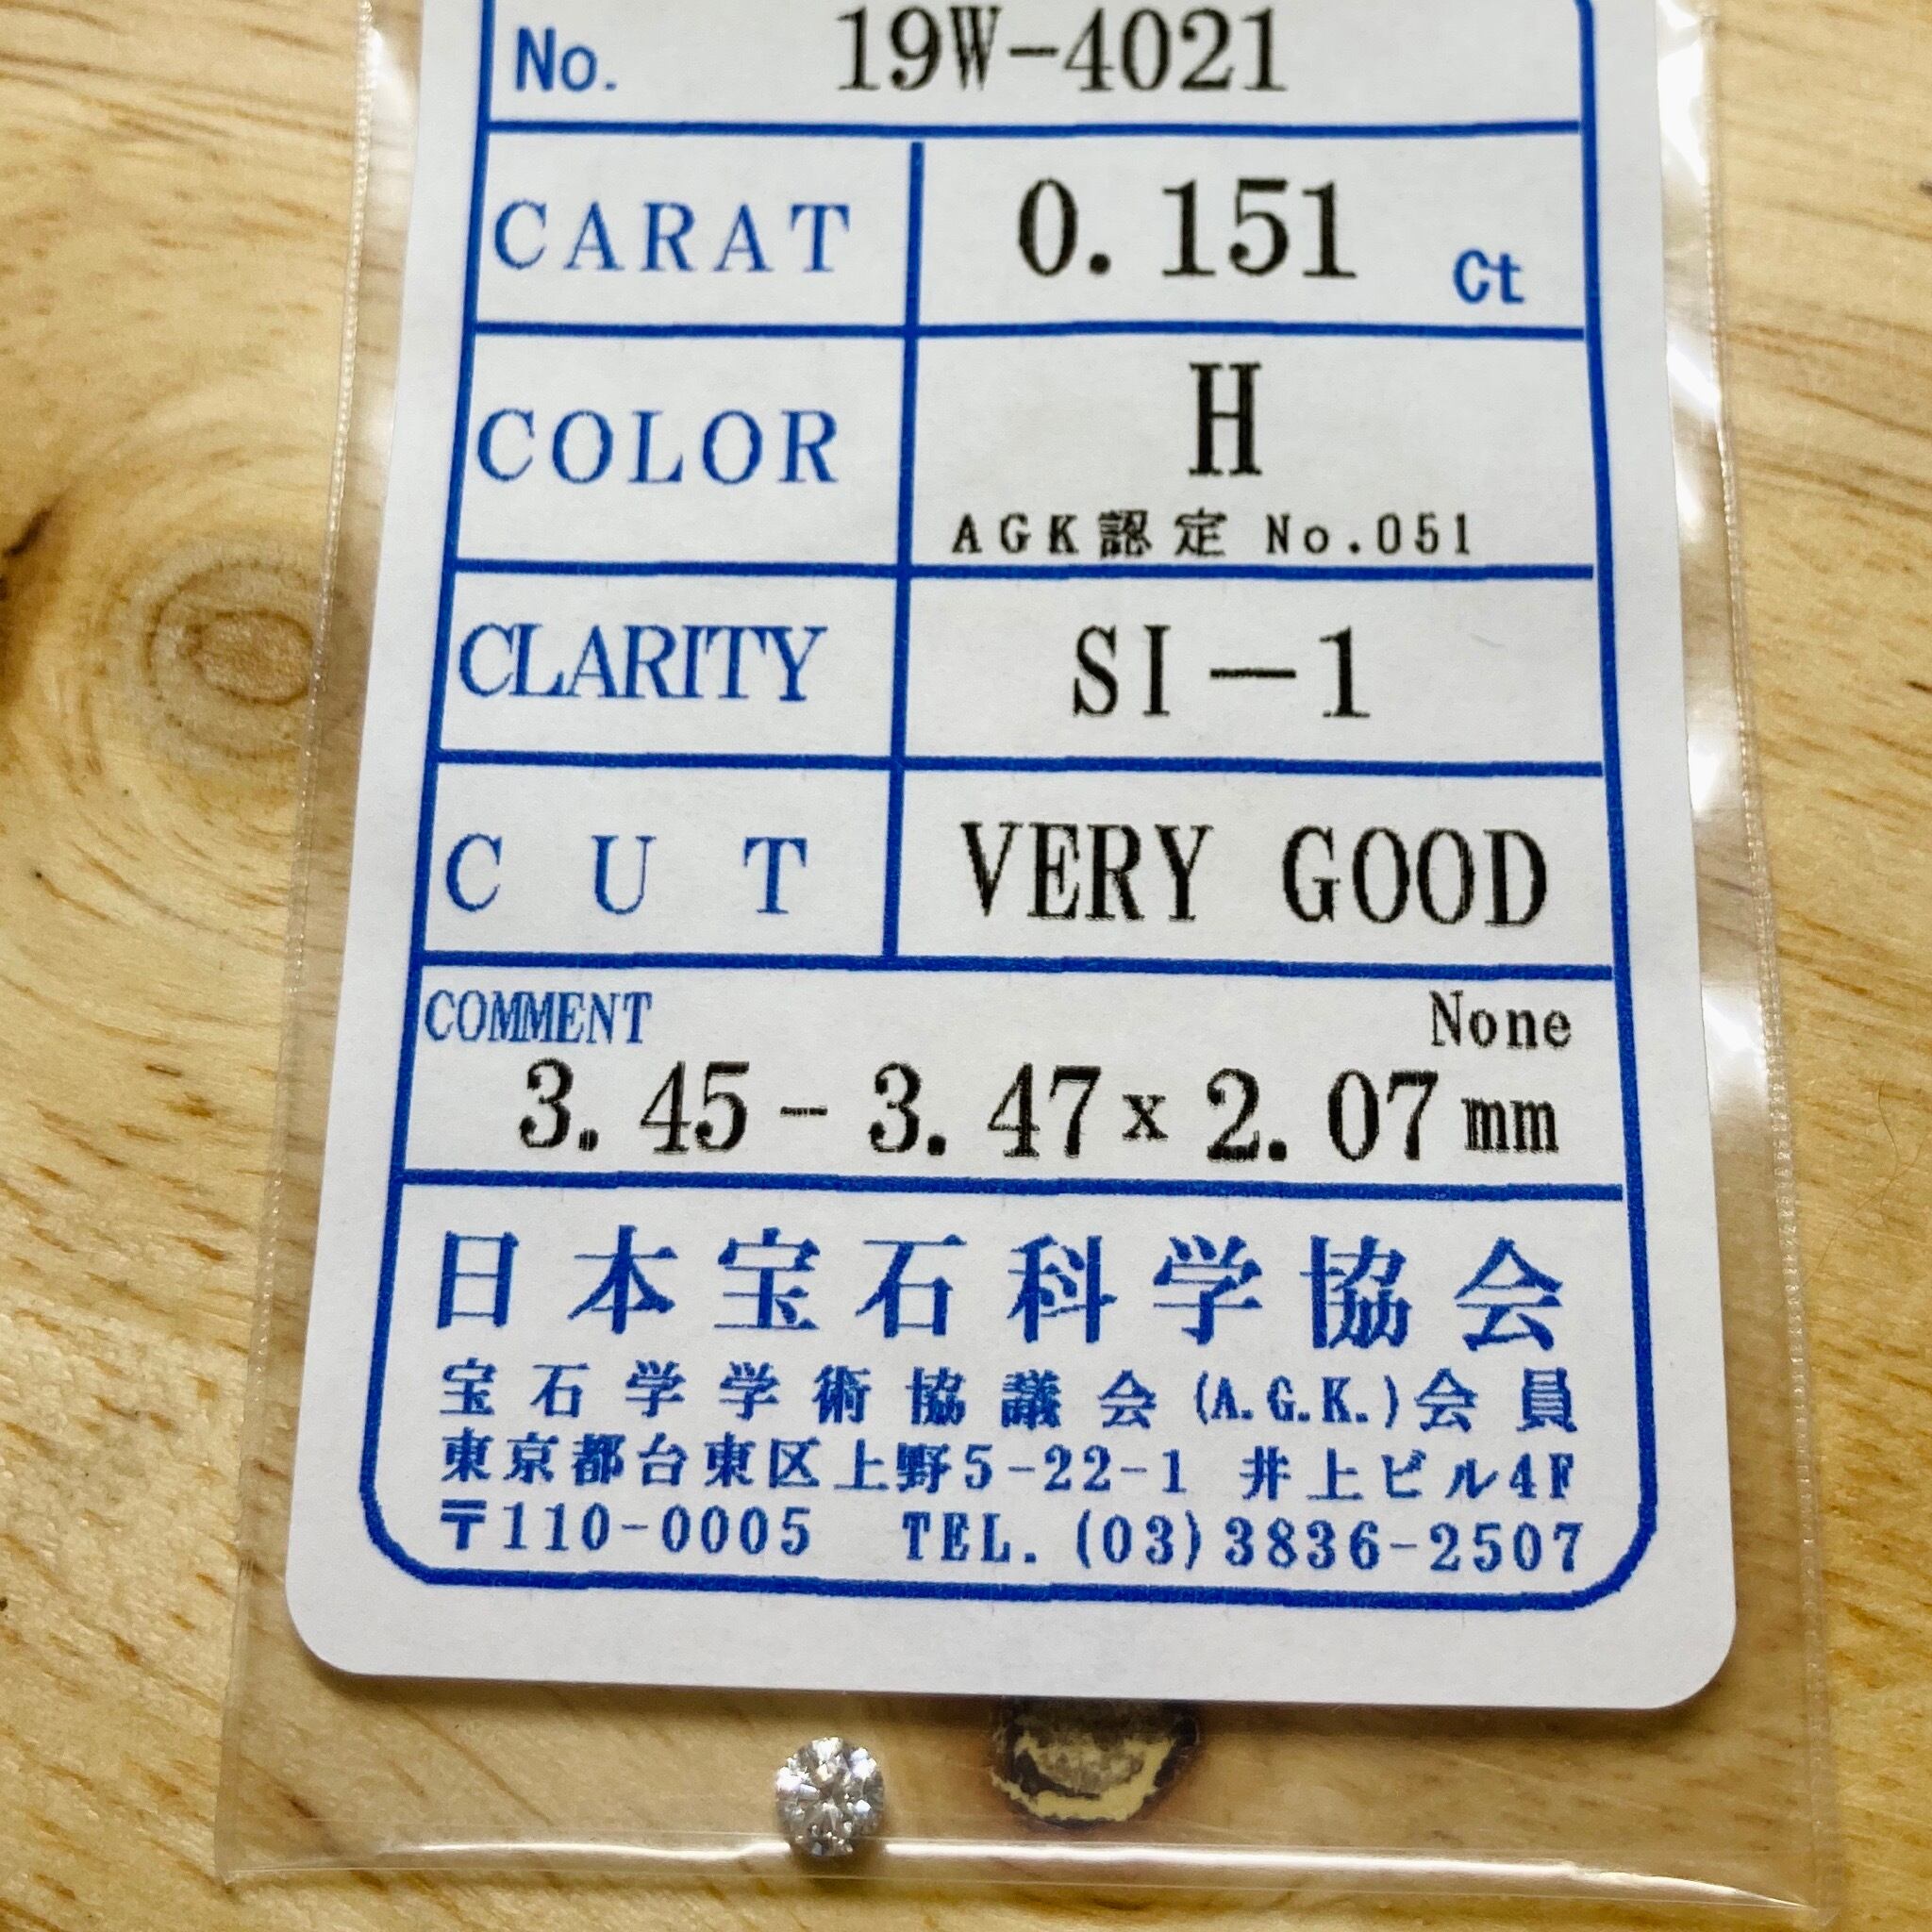 No. 19W-4021
CARAT 0.151 Ct
COLOR H
AGK認定 No.051
CLARITY SI-1
CUT VERY GOOD
COMMENT None
3.45-3.47x2.07mm
日本宝石科学協会
宝石学学術協議会(A.G.K.)会員
東京都台東区上野5-22-1 井上ビル4F
〒110-0005 TEL.(03)3836-2507